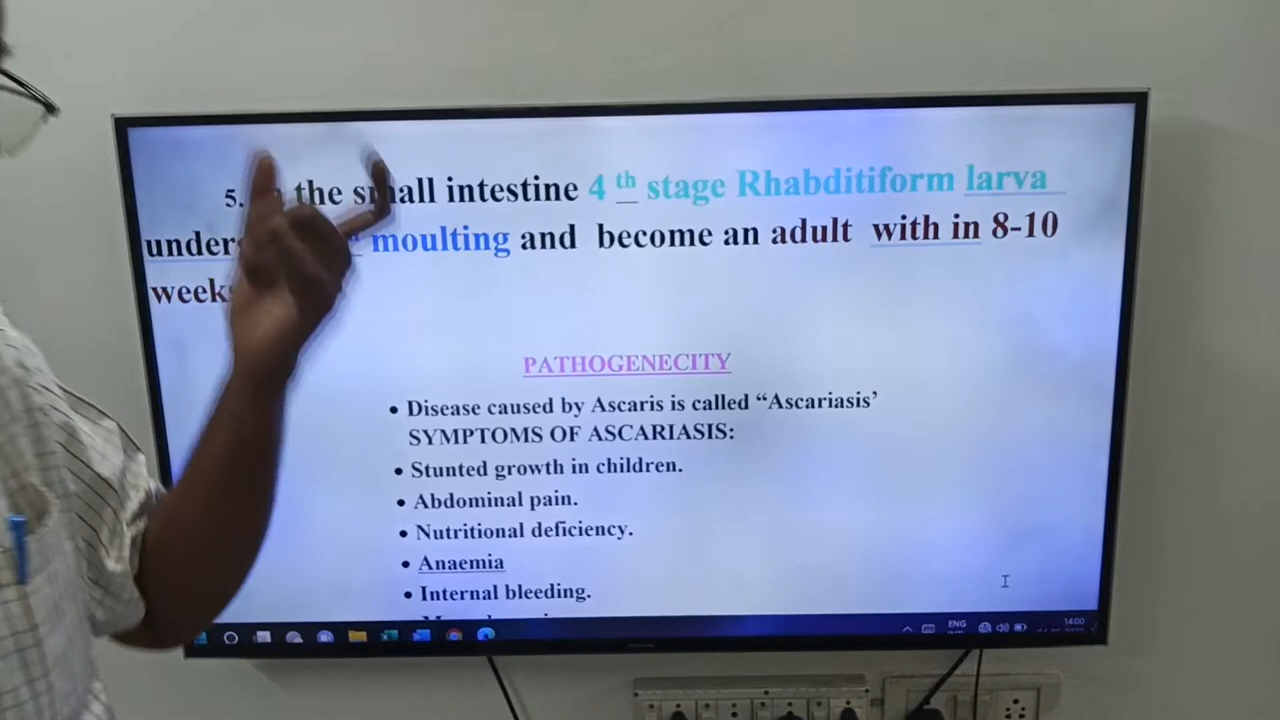 5. the small intestine 4 th stage Rhabditiform larva
moulting and become an adult with in 8-10
PATHOGENECITY
• Disease caused by Ascaris is called “Ascariasis’
SYMPTOMS OF ASCARIASIS:
• Stunted growth in children.
• Abdominal pain.
• Nutritional deficiency.
• Anaemia
• Internal bleeding.
ENG
14:00